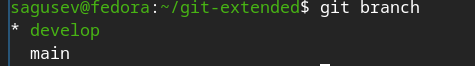 sagusev@fedora:~/git-extended$ git branch
* develop
main